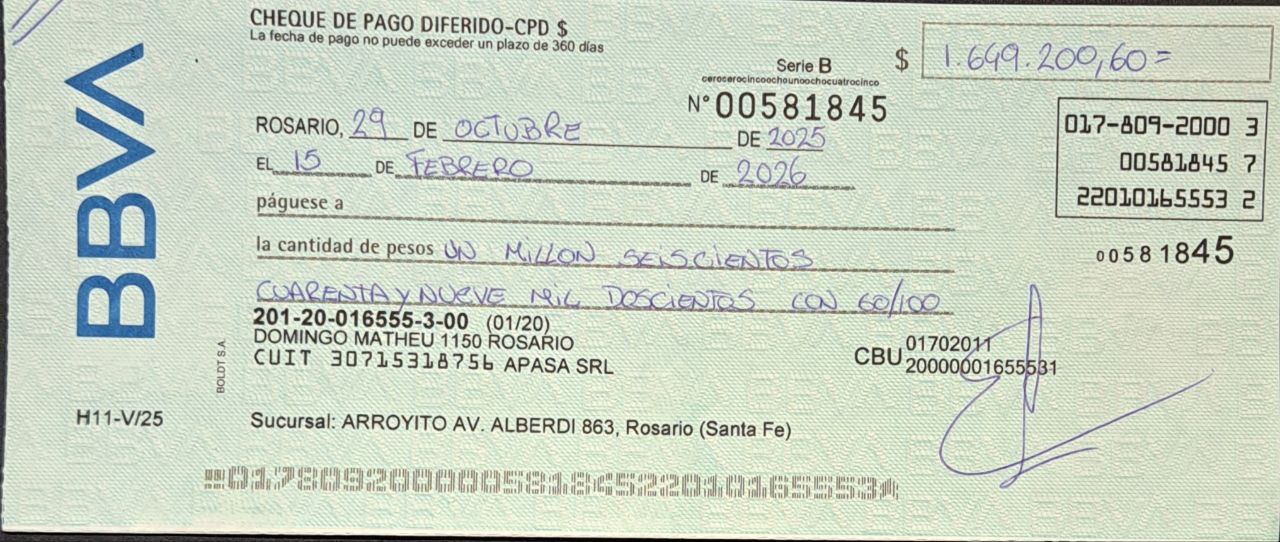 BBVA
CHEQUE DE PAGO DIFERIDO-CPD $
La fecha de pago no puede exceder un plazo de 360 días
Serie B
cerocerocincoochounoochocuatrocinco
N° 00581845
$ 1.649.200,60=
ROSARIO, 29 DE OCTUBRE DE 2025
EL 15 DE FEBRERO DE 2026
páguese a
017-809-2000 3
00581845 7
22010165553 2
00581845
la cantidad de pesos UN MILLON SEISCIENTOS
CUARENTA Y NUEVE MIL DOSCIENTOS CON 60/100
201-20-016555-3-00 (01/20)
DOMINGO MATHEU 1150 ROSARIO
CUIT 30715318756 APASA SRL
CBU 01702011
20000001655531
BOLDT S.A.
H11-V/25
Sucursal: ARROYITO AV. ALBERDI 863, Rosario (Santa Fe)
017809200000581845220101655534